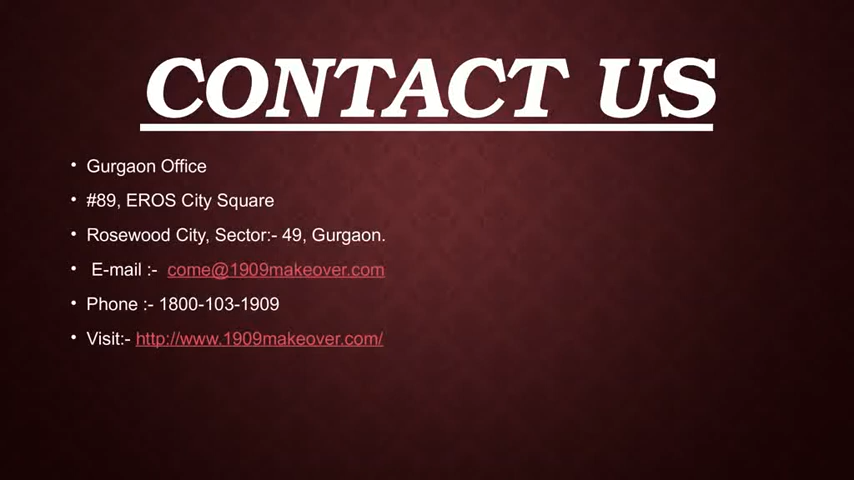 CONTACT US
• Gurgaon Office
• #89, EROS City Square
• Rosewood City, Sector:- 49, Gurgaon.
• E-mail :- come@1909makeover.com
• Phone :- 1800-103-1909
• Visit:- http://www.1909makeover.com/